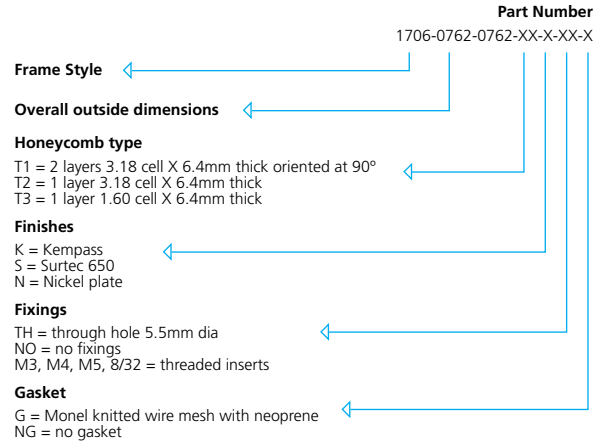 Part Number
1706-0762-0762-XX-X-XX-X
Frame Style
Overall outside dimensions
Honeycomb type
T1 = 2 layers 3.18 cell X 6.4mm thick oriented at 90º
T2 = 1 layer 3.18 cell X 6.4mm thick
T3 = 1 layer 1.60 cell X 6.4mm thick
Finishes
K = Kempass
S = Surtec 650
N = Nickel plate
Fixings
TH = through hole 5.5mm dia
NO = no fixings
M3, M4, M5, 8/32 = threaded inserts
Gasket
G = Monel knitted wire mesh with neoprene
NG = no gasket